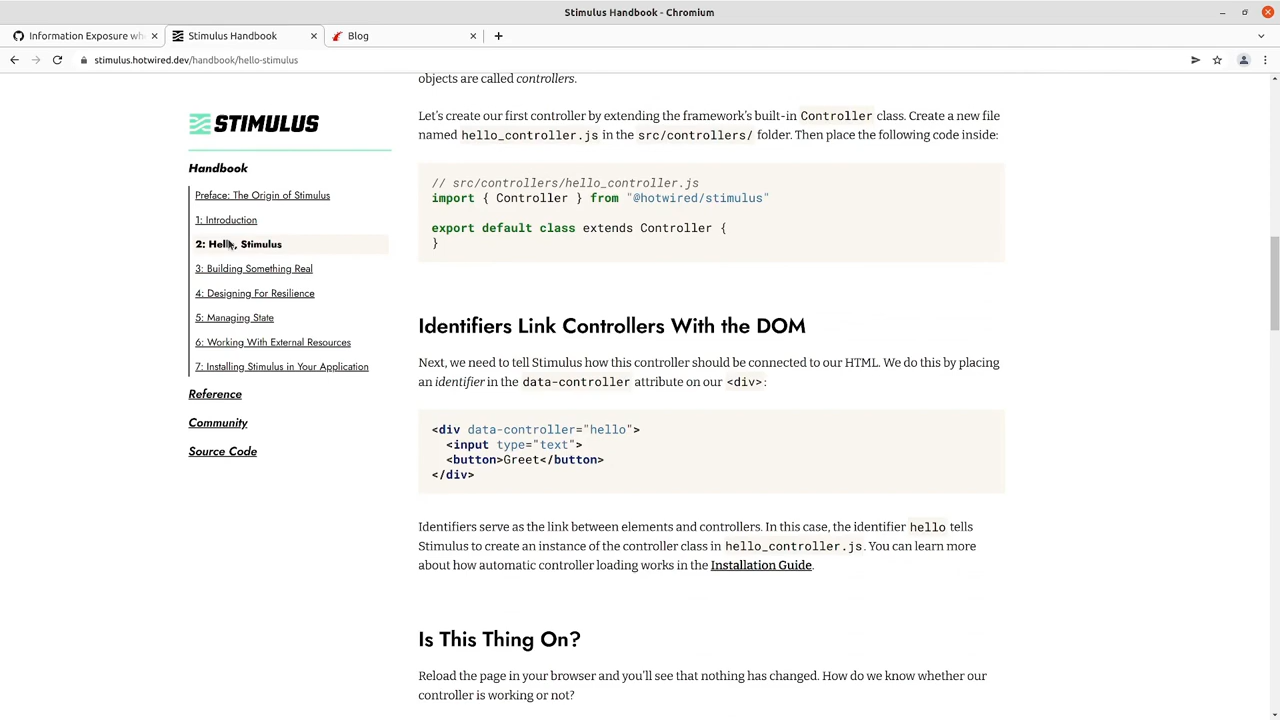 Stimulus Handbook - Chromium
Information Exposure wh
Stimulus Handbook
Blog
stimulus.hotwired.dev/handbook/hello-stimulus
STIMULUS
Handbook
Preface: The Origin of Stimulus
1: Introduction
2: Hello, Stimulus
3: Building Something Real
4: Designing For Resilience
5: Managing State
6: Working With External Resources
7: Installing Stimulus in Your Application
Reference
Community
Source Code
objects are called controllers.
Let’s create our first controller by extending the framework’s built-in Controller class. Create a new file
named hello_controller.js in the src/controllers/ folder. Then place the following code inside:
// src/controllers/hello_controller.js
import { Controller } from "@hotwired/stimulus"
export default class extends Controller {
}
Identifiers Link Controllers With the DOM
Next, we need to tell Stimulus how this controller should be connected to our HTML. We do this by placing
an identifier in the data-controller attribute on our <div>:
<div data-controller="hello">
<input type="text">
<button>Greet</button>
</div>
Identifiers serve as the link between elements and controllers. In this case, the identifier hello tells
Stimulus to create an instance of the controller class in hello_controller.js. You can learn more
about how automatic controller loading works in the Installation Guide.
Is This Thing On?
Reload the page in your browser and you’ll see that nothing has changed. How do we know whether our
controller is working or not?